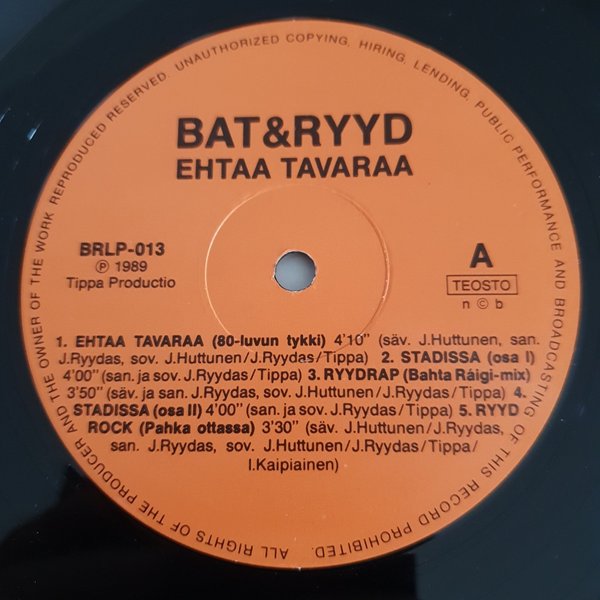 ALL RIGHTS OF THE PRODUCER AND THE OWNER OF THE WORK REPRODUCED RESERVED. UNAUTHORIZED COPYING, HIRING, LENDING, PUBLIC PERFORMANCE AND BROADCASTING OF THIS RECORD PROHIBITED.
BAT&RYYD
EHTAA TAVARAA
BRLP-013
Ⓟ 1989
Tippa Productio
A
TEOSTO
n © b
1. EHTAA TAVARAA (80-luvun tykki) 4'10" (säv. J.Huttunen, san.
J.Ryydas, sov. J.Huttunen/J.Ryydas/Tippa) 2. STADISSA (osa I)
4'00" (san. ja sov. J.Ryydas/Tippa) 3. RYYDRAP (Bahta Ráigi-mix)
3'50" (säv. ja san. J.Ryydas, sov. J.Huttunen/J.Ryydas/Tippa) 4.
STADISSA (osa II) 4'00" (san. ja sov. J.Ryydas/Tippa) 5. RYYD
ROCK (Pahka ottassa) 3'30" (säv. J.Huttunen/J.Ryydas,
san. J.Ryydas, sov. J.Huttunen/J.Ryydas/Tippa/
I.Kaipiainen)